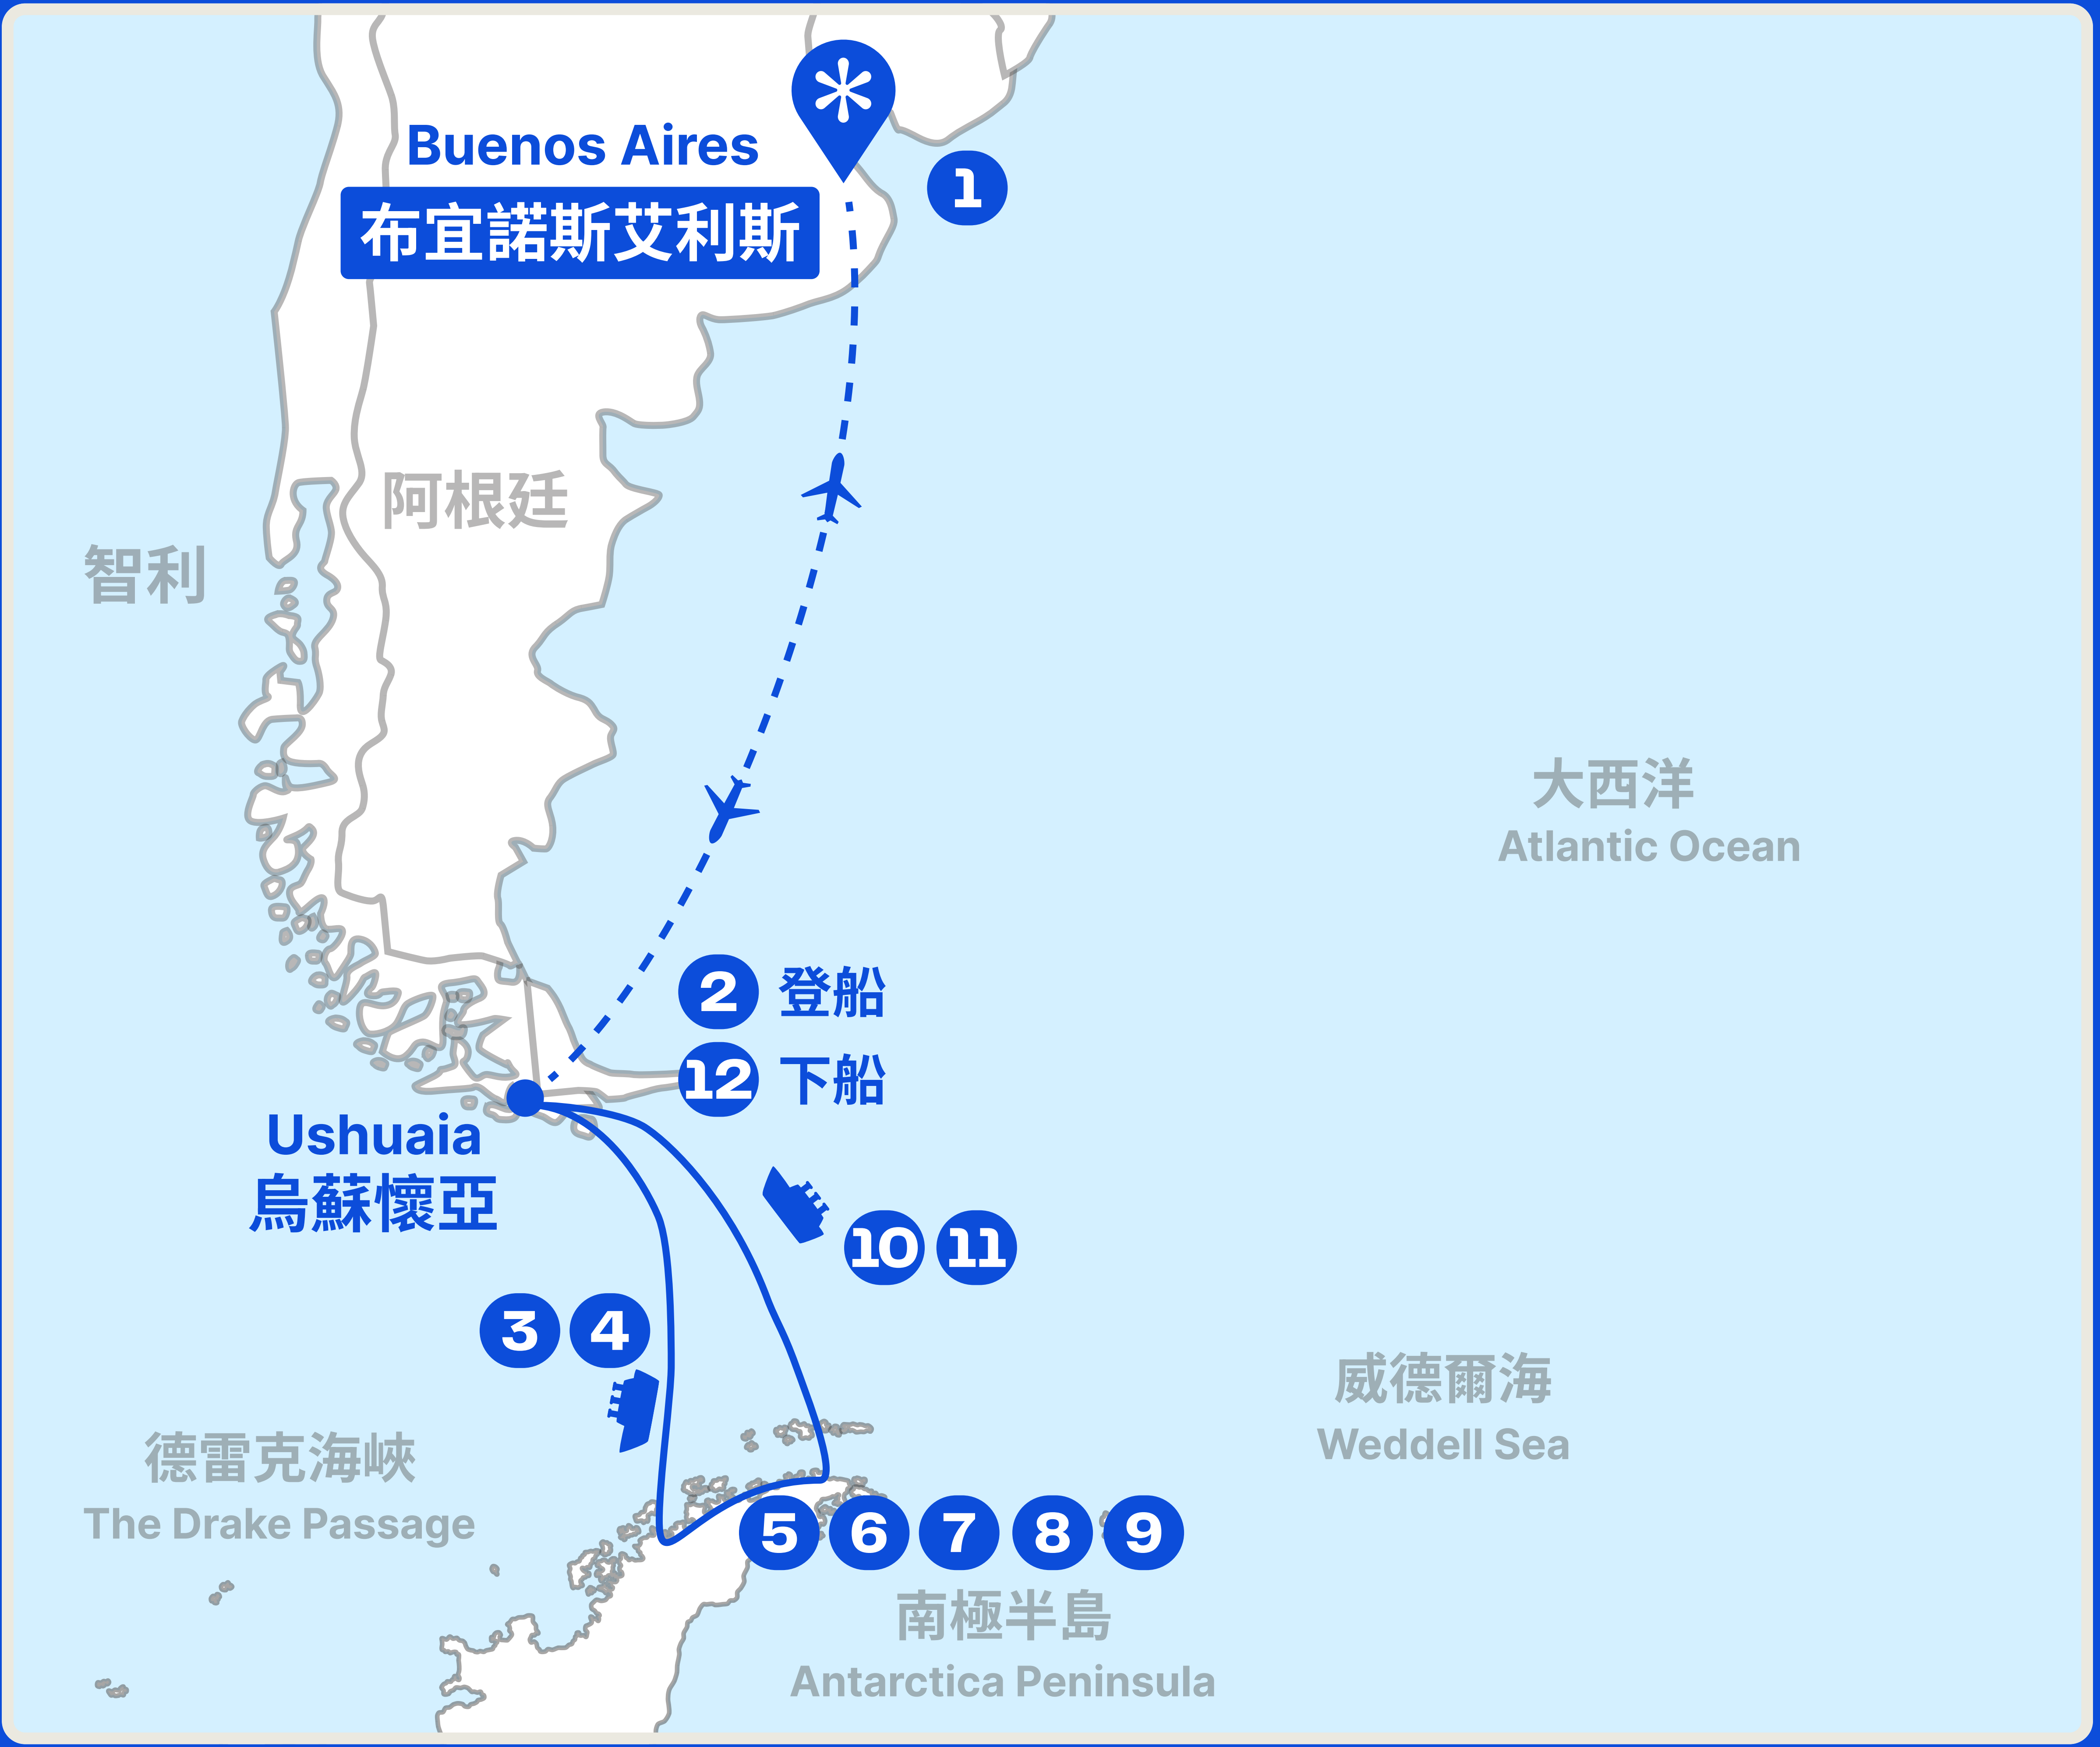 Buenos Aires
1
布宜諾斯艾利斯
阿根廷
智利
大西洋
Atlantic Ocean
2 登船
12 下船
Ushuaia
烏蘇懷亞
10 11
3 4
威德爾海
Weddell Sea
德雷克海峽
The Drake Passage
5 6 7 8 9
南極半島
Antarctica Peninsula